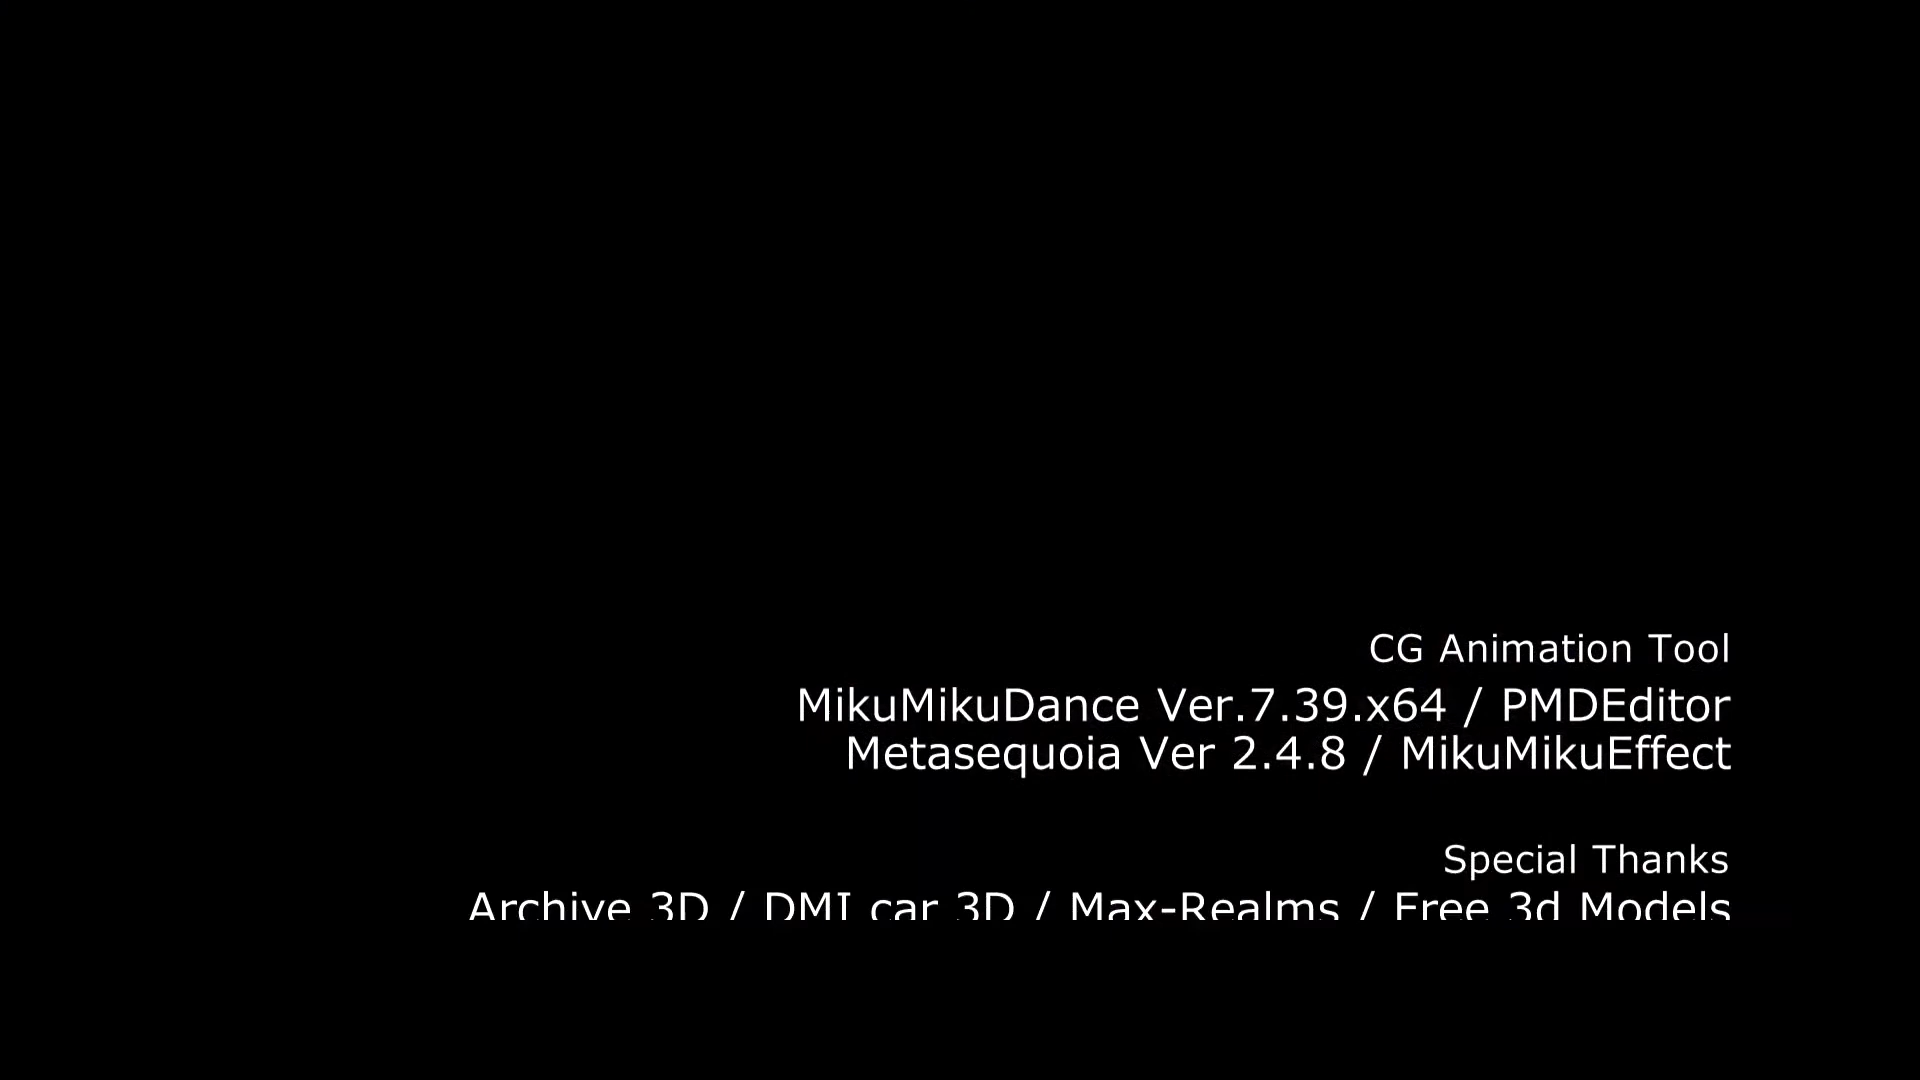 CG Animation Tool
MikuMikuDance Ver.7.39.x64 / PMDEditor
Metasequoia Ver 2.4.8 / MikuMikuEffect
Special Thanks
Archive 3D / DMI car 3D / Max-Realms / Free 3d Models